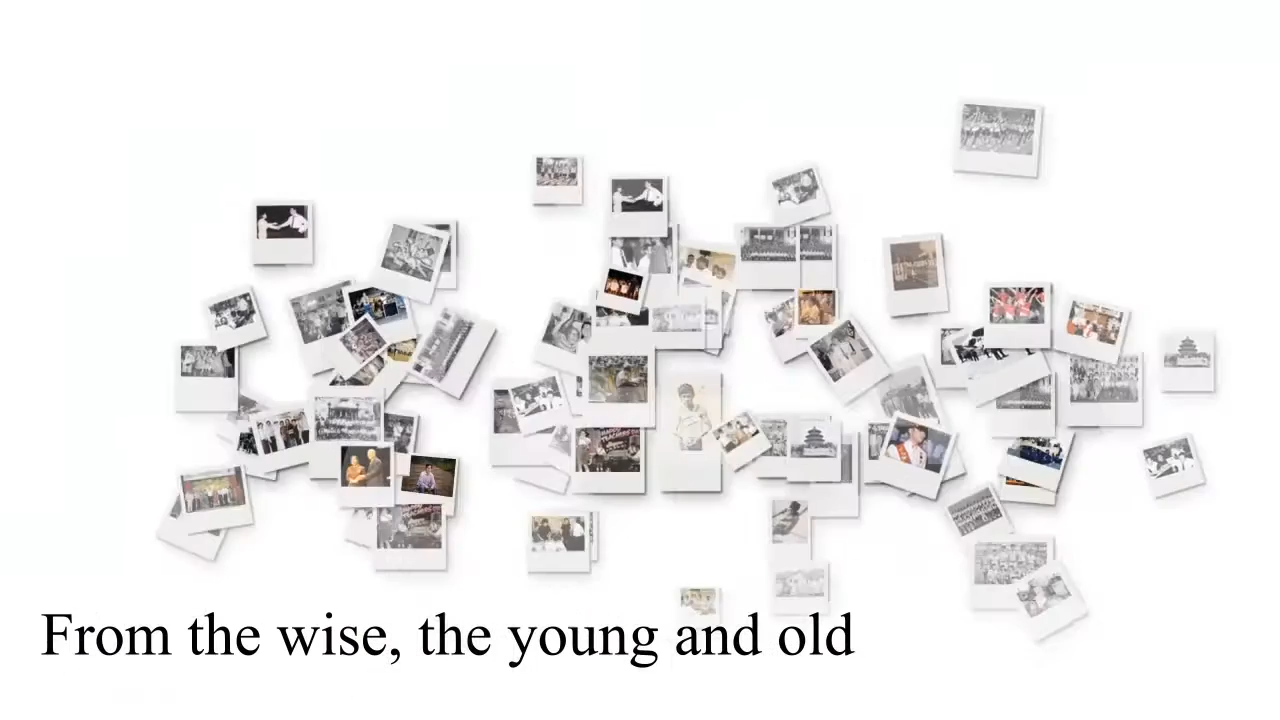 From the wise, the young and old